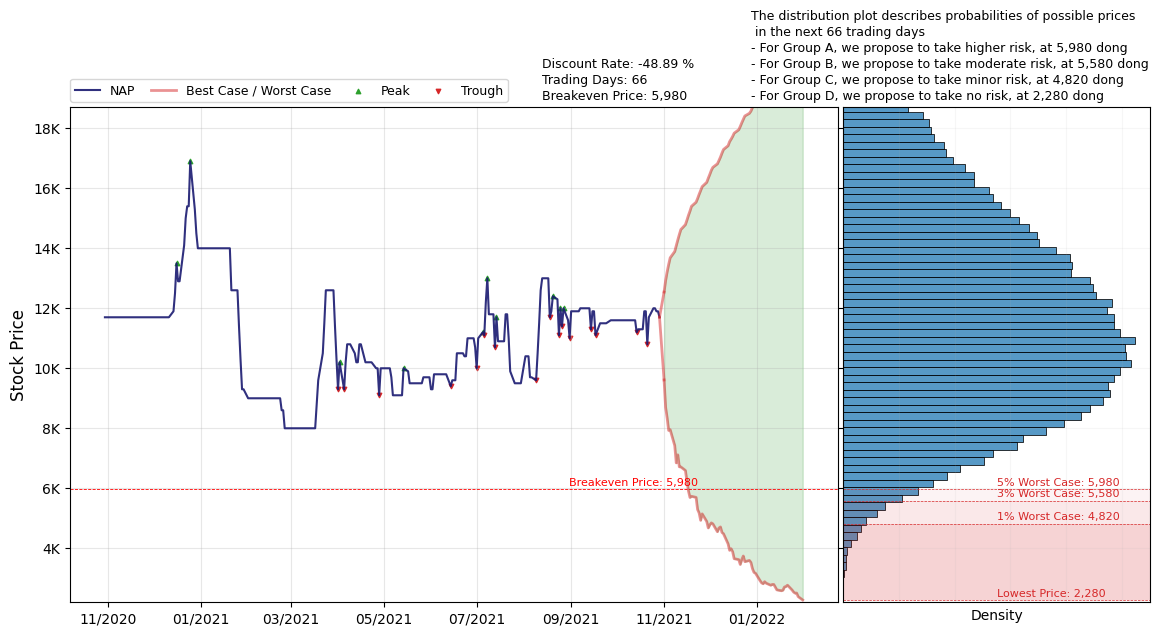 The distribution plot describes probabilities of possible prices
in the next 66 trading days
- For Group A, we propose to take higher risk, at 5,980 dong
- For Group B, we propose to take moderate risk, at 5,580 dong
- For Group C, we propose to take minor risk, at 4,820 dong
- For Group D, we propose to take no risk, at 2,280 dong
Discount Rate: -48.89 %
Trading Days: 66
Breakeven Price: 5,980
NAP Best Case / Worst Case Peak Trough
Stock Price
18K
16K
14K
12K
10K
8K
6K
4K
Breakeven Price: 5,980
5% Worst Case: 5,980
3% Worst Case: 5,580
1% Worst Case: 4,820
Lowest Price: 2,280
11/2020 01/2021 03/2021 05/2021 07/2021 09/2021 11/2021 01/2022
Density